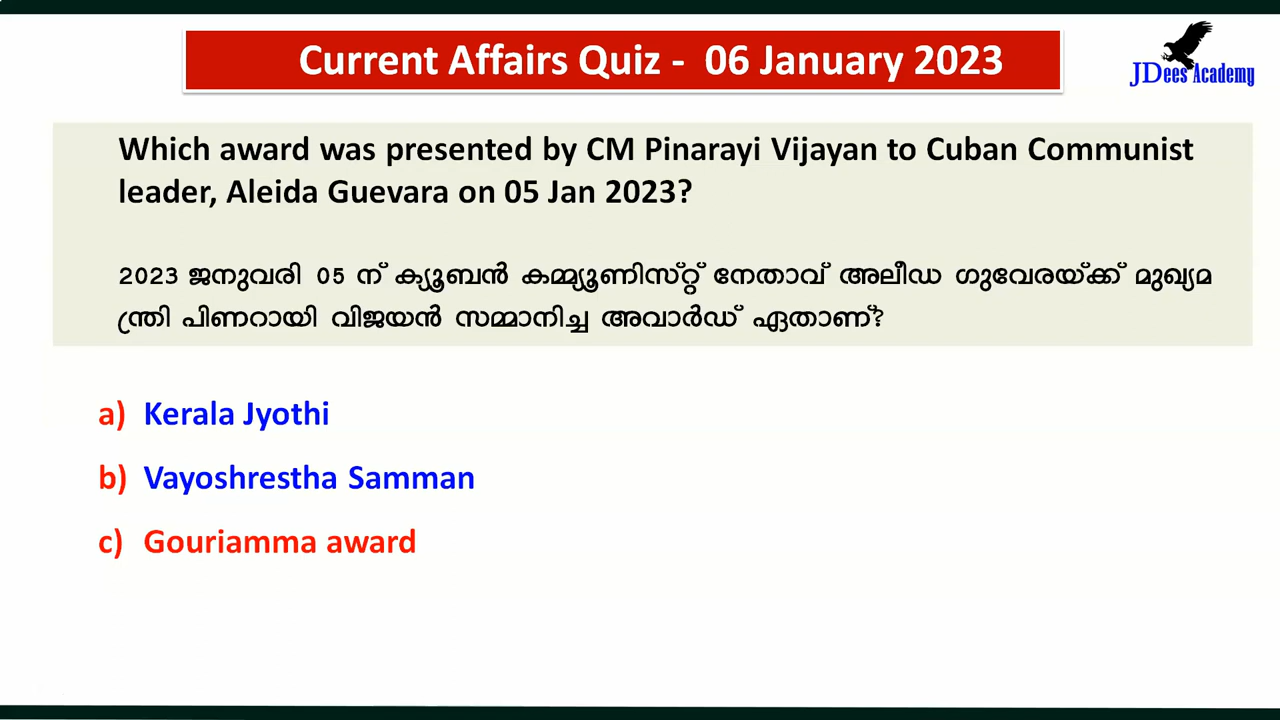 Current Affairs Quiz - 06 January 2023
JDees Academy
Which award was presented by CM Pinarayi Vijayan to Cuban Communist
leader, Aleida Guevara on 05 Jan 2023?
2023 ജനുവരി 05 ന് ക്യൂബൻ കമ്മ്യൂണിസ്റ്റ് നേതാവ് അലീഡ ഗുവേരയ്ക്ക് മുഖ്യമ
ന്ത്രി പിണറായി വിജയൻ സമ്മാനിച്ച അവാർഡ് ഏതാണ്?
a) Kerala Jyothi
b) Vayoshrestha Samman
c) Gouriamma award